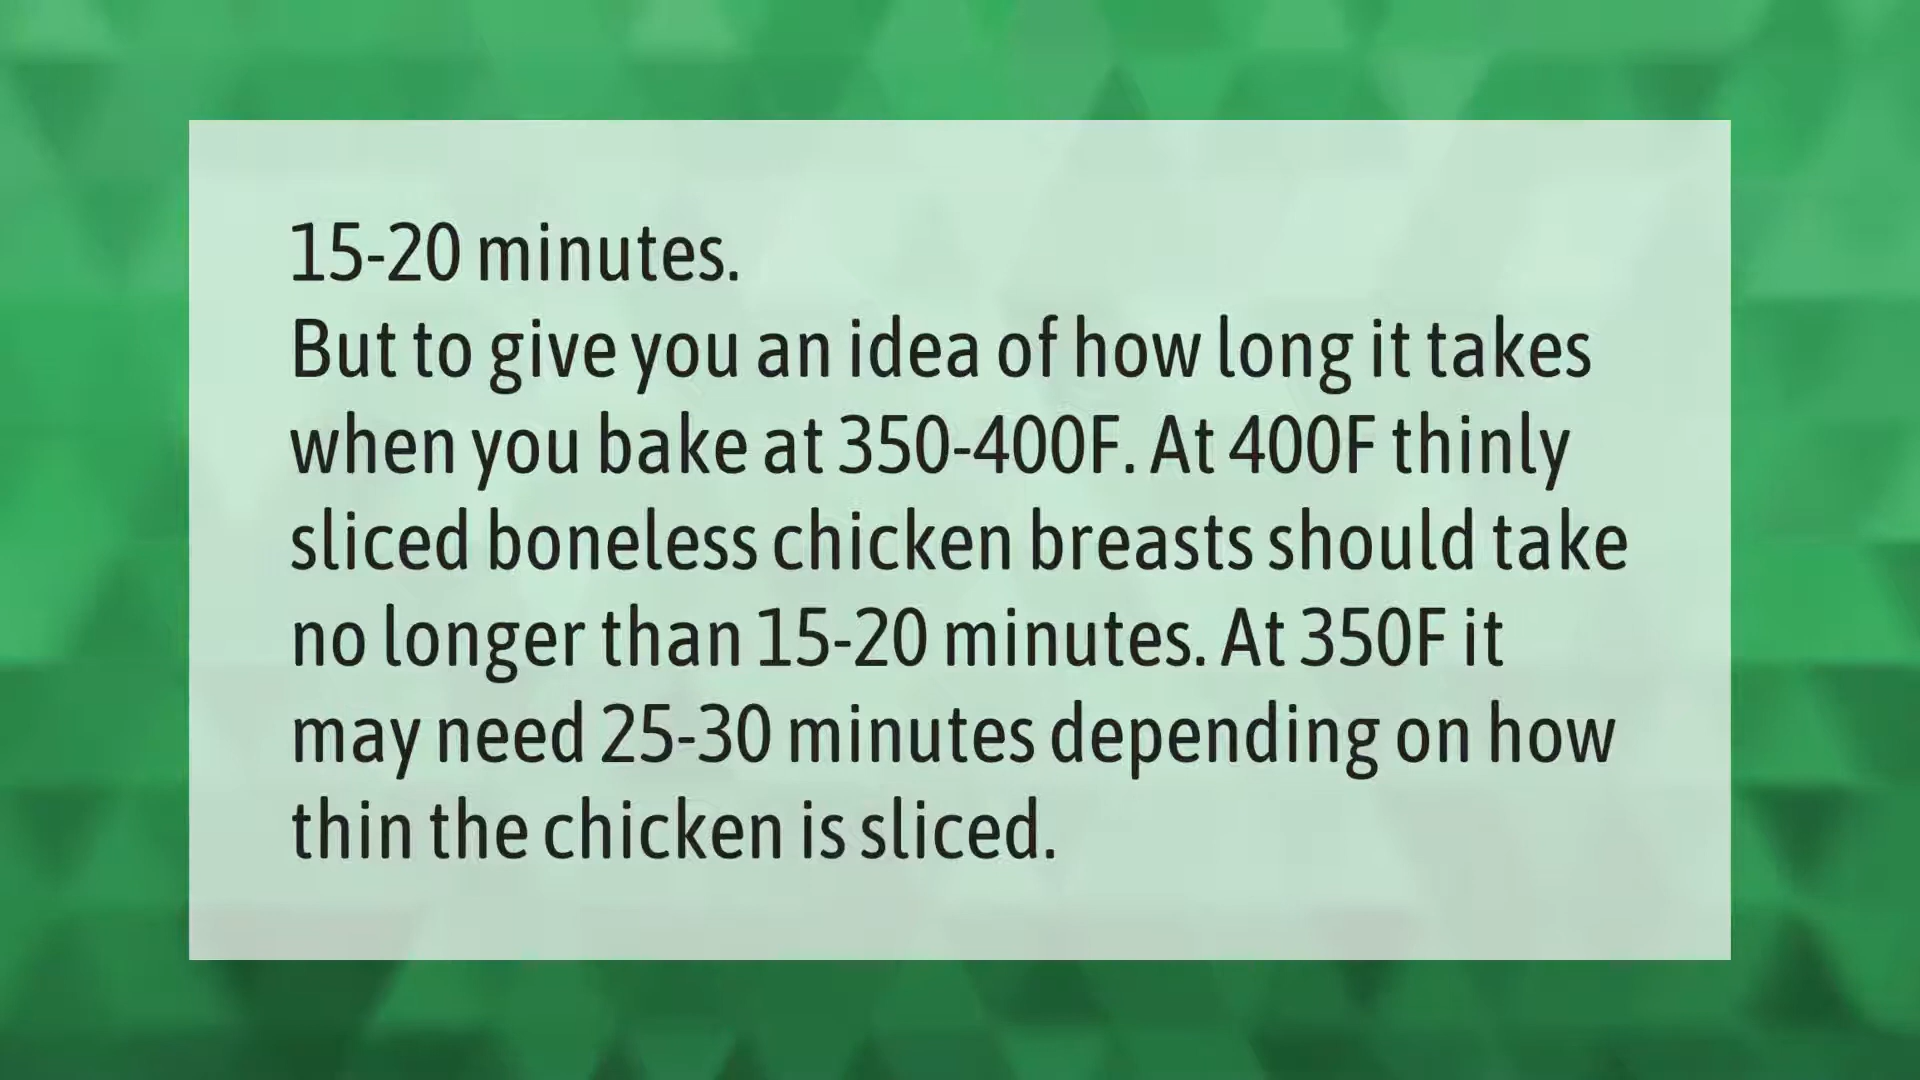 15-20 minutes.
But to give you an idea of how long it takes
when you bake at 350-400F. At 400F thinly
sliced boneless chicken breasts should take
no longer than 15-20 minutes. At 350F it
may need 25-30 minutes depending on how
thin the chicken is sliced.